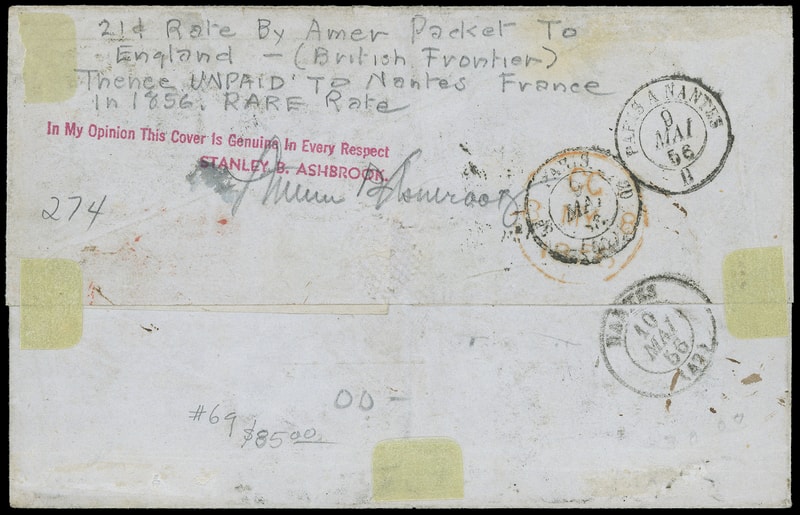 21¢ Rate By Amer Packet To
England – (British Frontier)
Thence UNPAID To Nantes France
In 1856. RARE Rate
In My Opinion This Cover Is Genuine In Every Respect
STANLEY B. ASHBROOK.
274
PARIS A NANTES
9
MAI
56
PARIS
MAI
NANTES
10
MAI
56
(42)
00 -
#69
$85.00